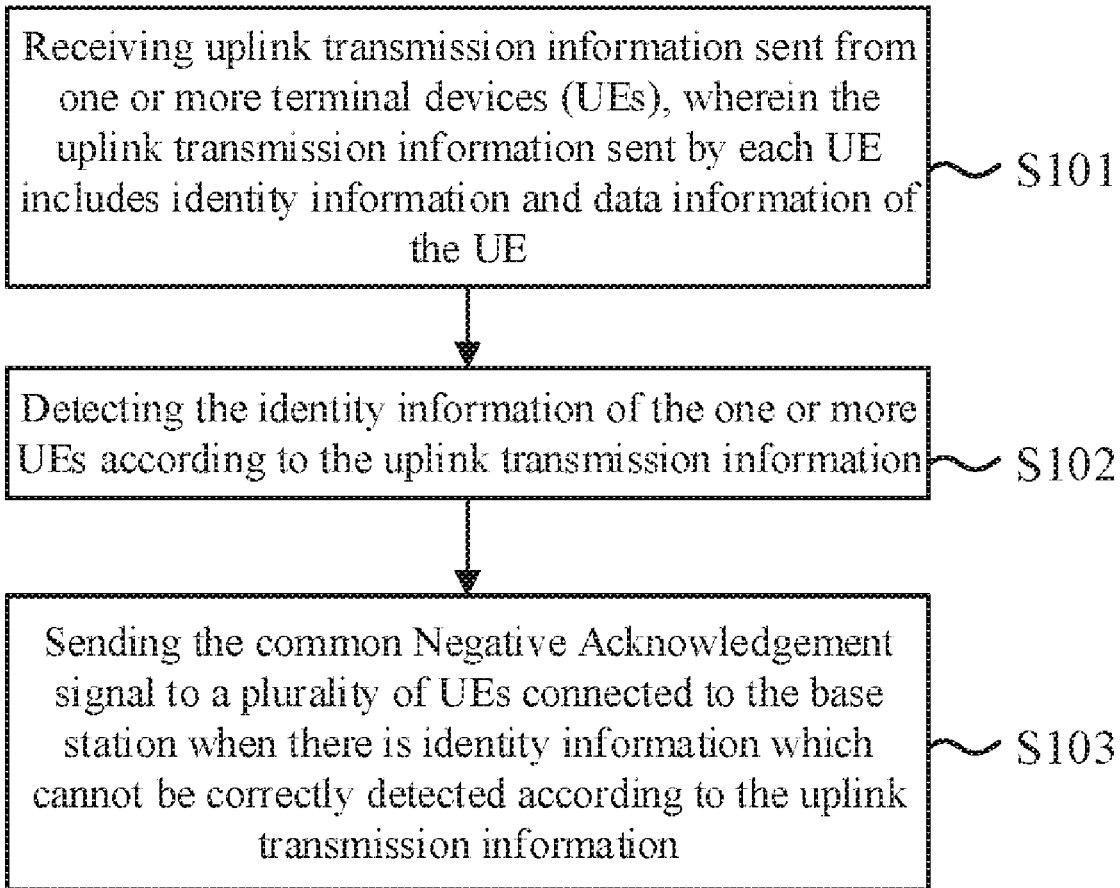 Receiving uplink transmission information sent from
one or more terminal devices (UEs), wherein the
uplink transmission information sent by each UE
includes identity information and data information of
the UE
S101
Detecting the identity information of the one or more
UEs according to the uplink transmission information
S102
Sending the common Negative Acknowledgement
signal to a plurality of UEs connected to the base
station when there is identity information which
cannot be correctly detected according to the uplink
transmission information
S103